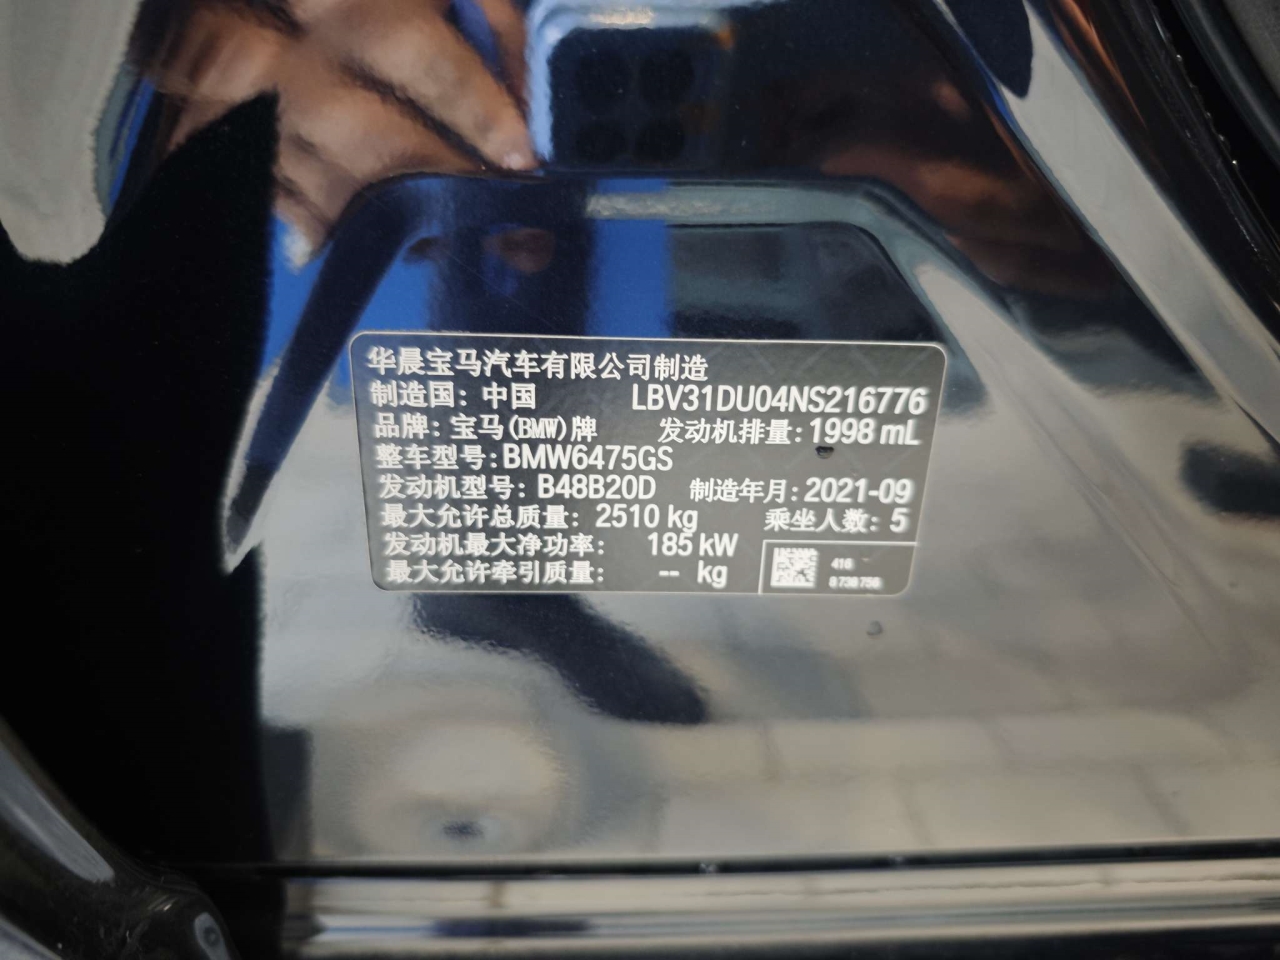 华晨宝马汽车有限公司制造
制造国：中国 LBV31DU04NS216776
品牌：宝马(BMW)牌 发动机排量：1998 mL
整车型号：BMW6475GS
发动机型号：B48B20D 制造年月：2021-09
最大允许总质量：2510 kg 乘坐人数：5
发动机最大净功率： 185 kW
最大允许牵引质量： -- kg
416